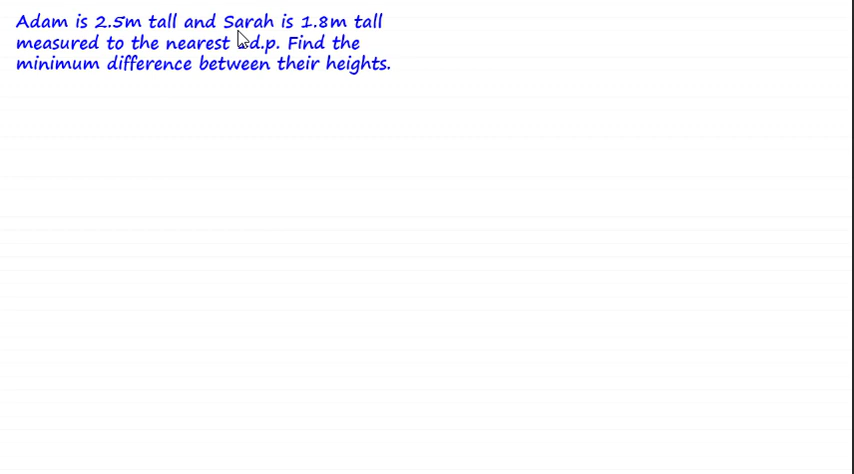 Adam is 2.5m tall and Sarah is 1.8m tall
measured to the nearest d.p. Find the
minimum difference between their heights.